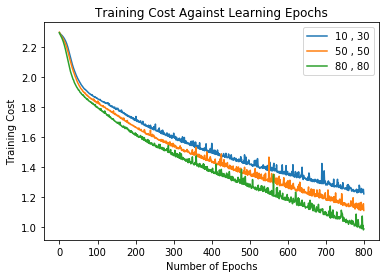 Training Cost Against Learning Epochs
10 , 30
50 , 50
80 , 80
Training Cost
2.2
2.0
1.8
1.6
1.4
1.2
1.0
0 100 200 300 400 500 600 700 800
Number of Epochs